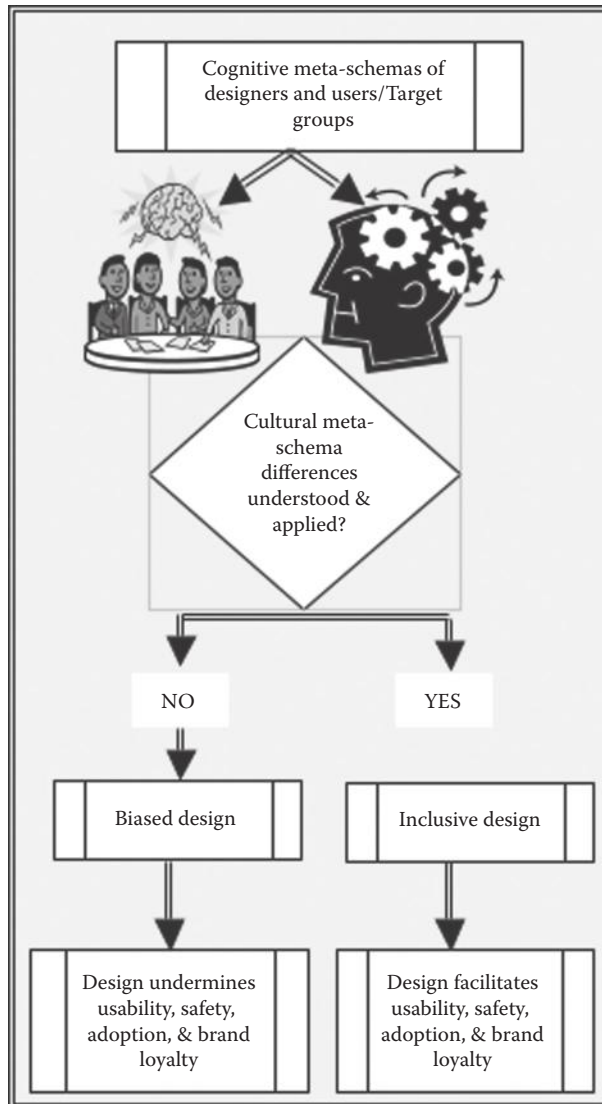 Cognitive meta-schemas of
designers and users/Target
groups
Cultural meta-
schema
differences
understood &
applied?
NO
YES
Biased design
Inclusive design
Design undermines
usability, safety,
adoption, & brand
loyalty
Design facilitates
usability, safety,
adoption, & brand
loyalty